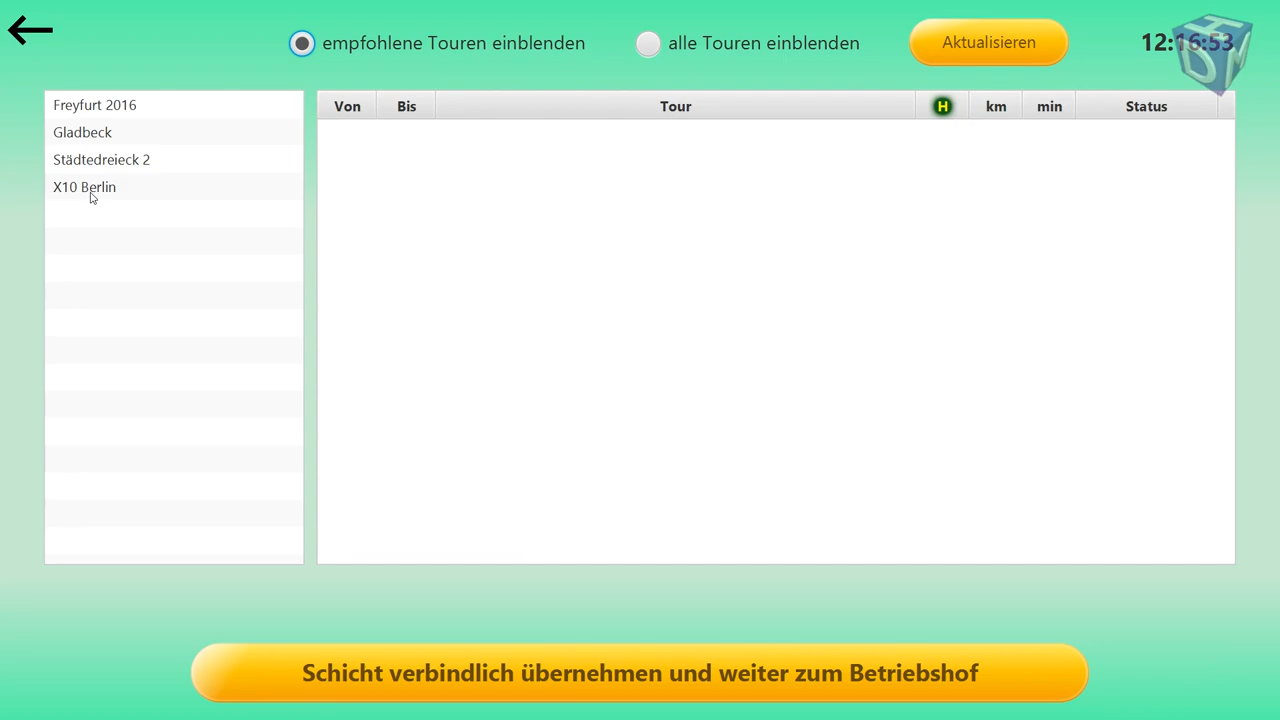 empfohlene Touren einblenden
alle Touren einblenden
Aktualisieren
12:16:53
TDM
Freyfurt 2016
Gladbeck
Städtedreieck 2
X10 Berlin
Von Bis Tour H km min Status
Schicht verbindlich übernehmen und weiter zum Betriebshof